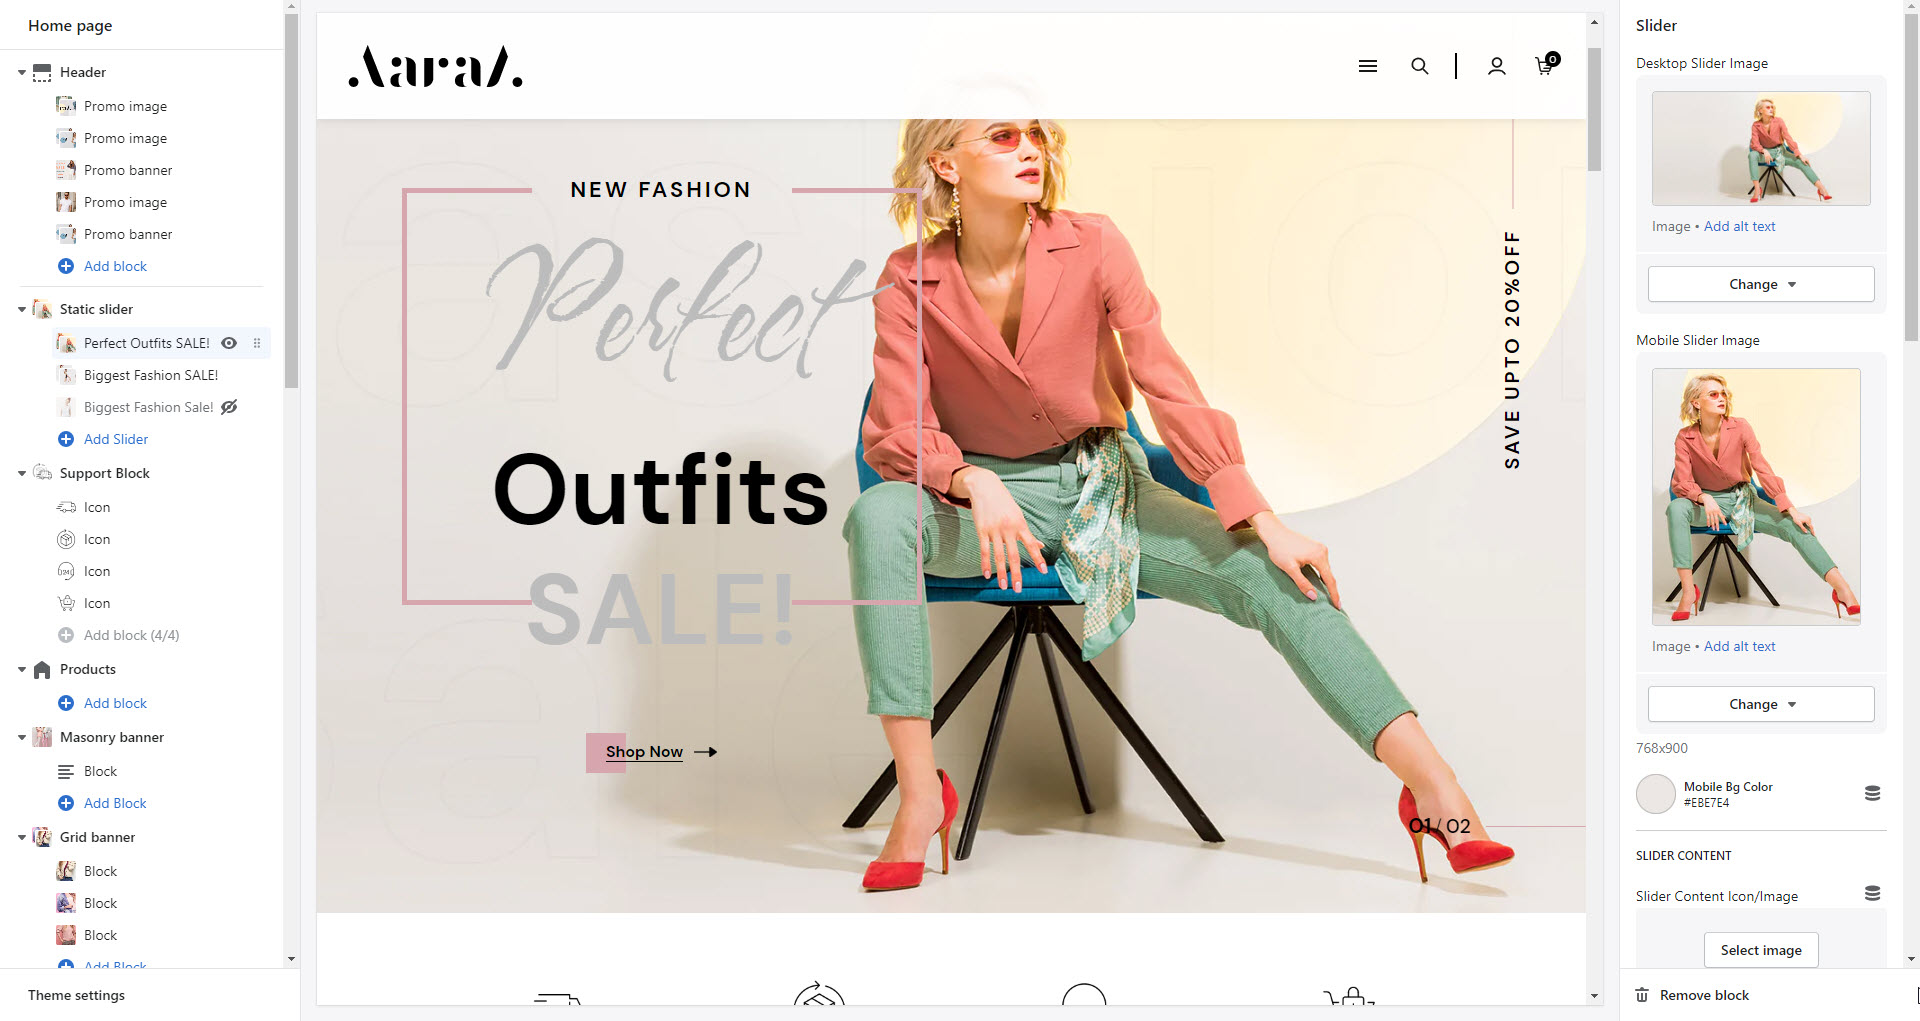 Home page
Header
Promo image
Promo image
Promo banner
Promo image
Promo banner
Add block
Static slider
Perfect Outfits SALE!
Biggest Fashion SALE!
Biggest Fashion Sale!
Add Slider
Support Block
Icon
Icon
Icon
Icon
Add block (4/4)
Products
Add block
Masonry banner
Block
Add Block
Grid banner
Block
Block
Block
Add Block
Theme settings
AaraA.
0
NEW FASHION
Perfect
Outfits
SALE!
Shop Now
SAVE UPTO 20%OFF
01 / 02
Slider
Desktop Slider Image
Image • Add alt text
Change
Mobile Slider Image
Image • Add alt text
Change
768x900
Mobile Bg Color
#EBE7E4
SLIDER CONTENT
Slider Content Icon/Image
Select image
Remove block